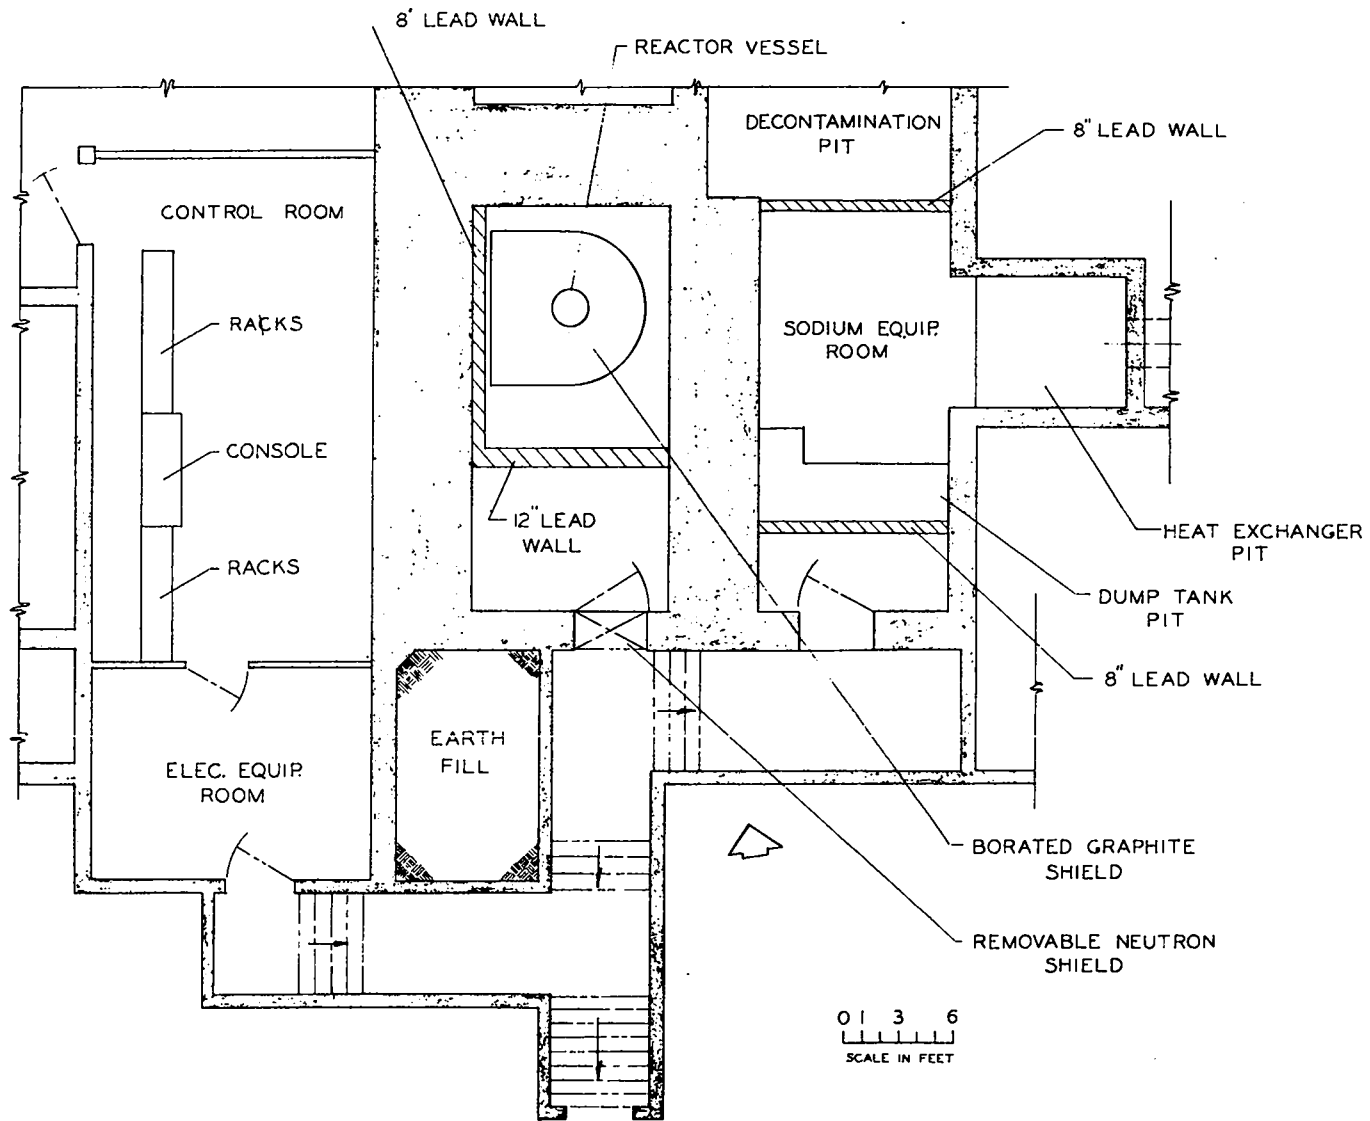 8' LEAD WALL
REACTOR VESSEL
DECONTAMINATION
PIT
8" LEAD WALL
CONTROL ROOM
RACKS
SODIUM EQUIP.
ROOM
CONSOLE
12" LEAD
WALL
HEAT EXCHANGER
PIT
RACKS
DUMP TANK
PIT
8" LEAD WALL
EARTH
FILL
ELEC. EQUIP.
ROOM
BORATED GRAPHITE
SHIELD
REMOVABLE NEUTRON
SHIELD
0 1 3 6
SCALE IN FEET